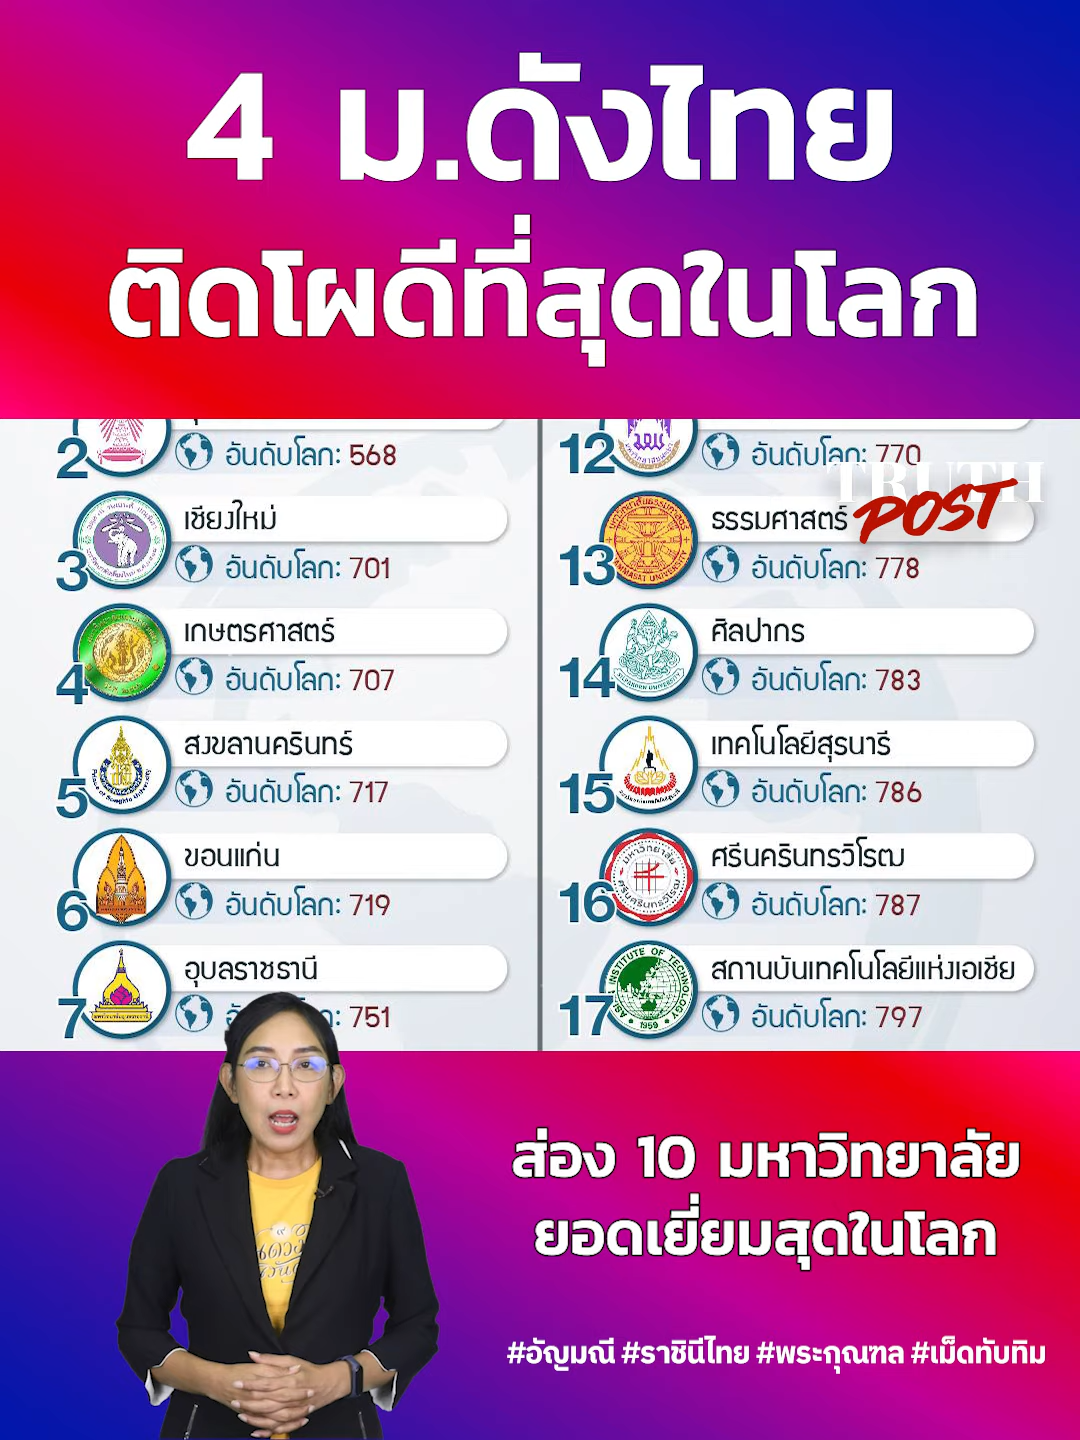 4 ม.ดังไทย
ติดโผดีที่สุดในโลก
2
อันดับโลก: 568
3
เชียงใหม่
อันดับโลก: 701
4
เกษตรศาสตร์
อันดับโลก: 707
5
สงขลานครินทร์
อันดับโลก: 717
6
ขอนแก่น
อันดับโลก: 719
7
อุบลราชธานี
751
12
อันดับโลก: 770
TRUTH
POST
13
ธรรมศาสตร์
อันดับโลก: 778
14
ศิลปากร
อันดับโลก: 783
15
เทคโนโลยีสุรนารี
อันดับโลก: 786
16
ศรีนครินทรวิโรฒ
อันดับโลก: 787
17
สถาบันเทคโนโลยีแห่งเอเชีย
อันดับโลก: 797
ส่อง 10 มหาวิทยาลัย
ยอดเยี่ยมสุดในโลก
#อัญมณี #ราชินีไทย #พระกุณฑล #เม็ดทับทิม